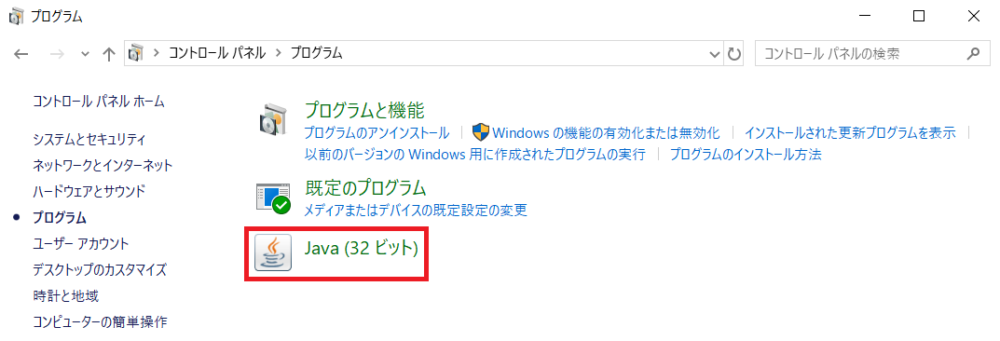 プログラム
コントロール パネル > プログラム
コントロール パネルの検索
コントロール パネル ホーム
システムとセキュリティ
ネットワークとインターネット
ハードウェアとサウンド
プログラム
ユーザー アカウント
デスクトップのカスタマイズ
時計と地域
コンピューターの簡単操作
プログラムと機能
プログラムのアンインストール | Windows の機能の有効化または無効化 | インストールされた更新プログラムを表示 |
以前のバージョンの Windows 用に作成されたプログラムの実行 | プログラムのインストール方法
既定のプログラム
メディアまたはデバイスの既定設定の変更
Java (32 ビット)